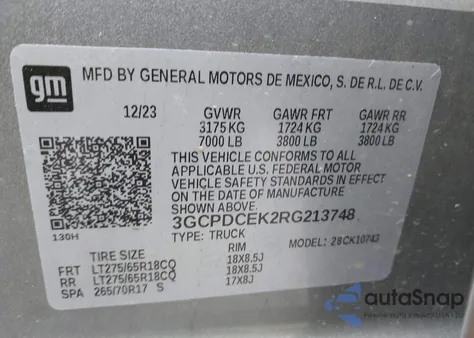 gm
MFD BY GENERAL MOTORS DE MEXICO, S. DE R.L. DE C.V.
12/23 GVWR GAWR FRT GAWR RR
3175 KG 1724 KG 1724 KG
7000 LB 3800 LB 3800 LB
THIS VEHICLE CONFORMS TO ALL
APPLICABLE U.S. FEDERAL MOTOR
VEHICLE SAFETY STANDARDS IN EFFECT
ON THE DATE OF MANUFACTURE
SHOWN ABOVE.
3GCPDCEK2RG213748
130H
TYPE: TRUCK MODEL: 28CK10743
TIRE SIZE RIM
FRT LT275/65R18CQ 18X8.5J
RR LT275/65R18CQ 18X8.5J
SPA 265/70R17 S 17X8J
autoSnap